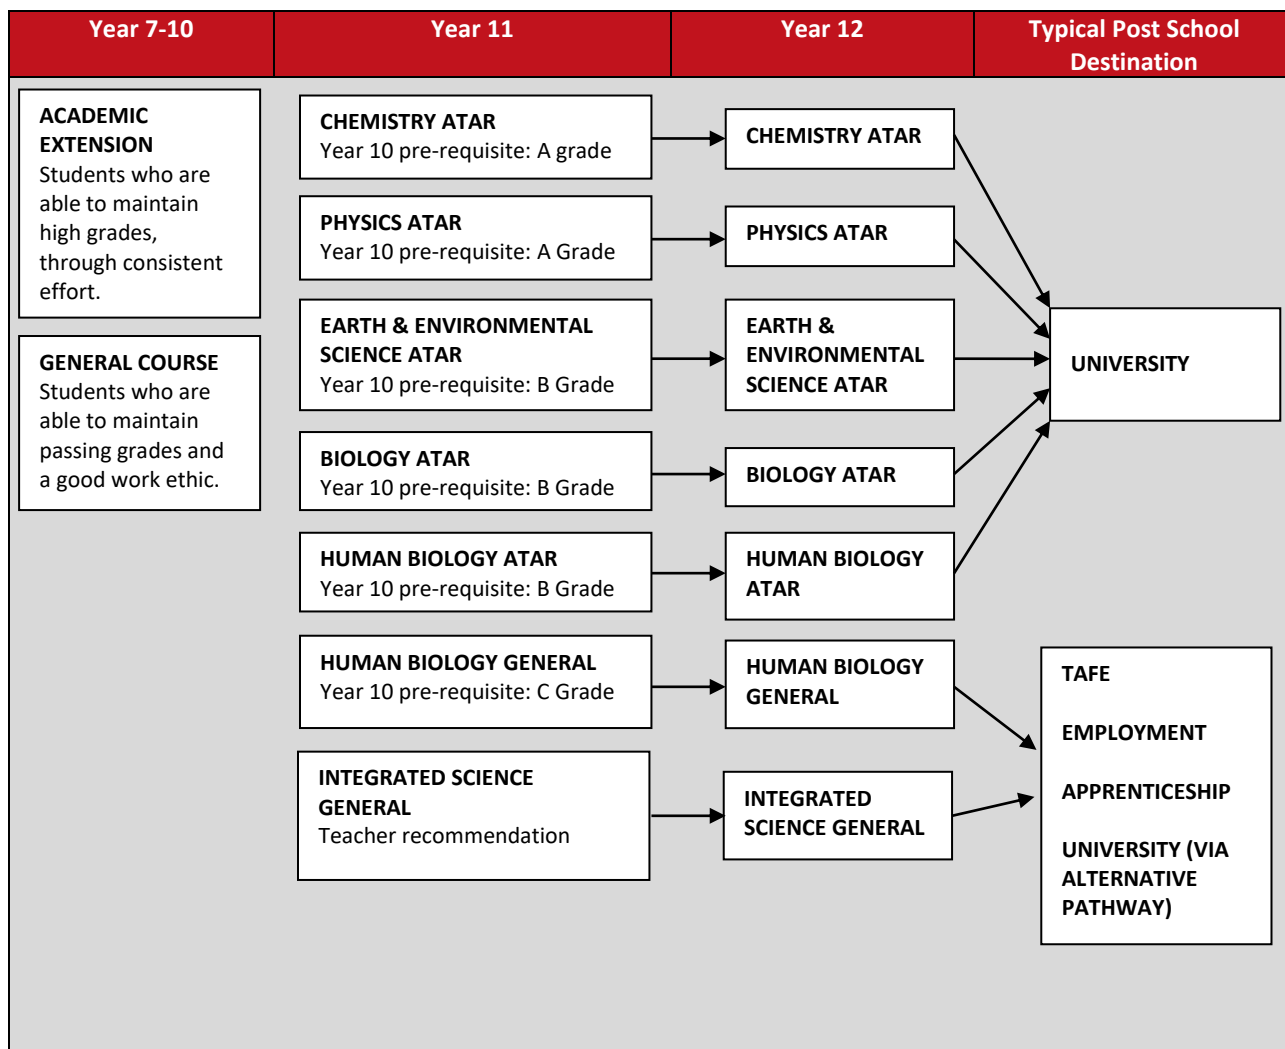 Year 7-10
Year 11
Year 12
Typical Post School
Destination
ACADEMIC
EXTENSION
Students who are
able to maintain
high grades,
through consistent
effort.
GENERAL COURSE
Students who are
able to maintain
passing grades and
a good work ethic.
CHEMISTRY ATAR
Year 10 pre-requisite: A grade
PHYSICS ATAR
Year 10 pre-requisite: A Grade
EARTH & ENVIRONMENTAL
SCIENCE ATAR
Year 10 pre-requisite: B Grade
BIOLOGY ATAR
Year 10 pre-requisite: B Grade
HUMAN BIOLOGY ATAR
Year 10 pre-requisite: B Grade
HUMAN BIOLOGY GENERAL
Year 10 pre-requisite: C Grade
INTEGRATED SCIENCE
GENERAL
Teacher recommendation
CHEMISTRY ATAR
PHYSICS ATAR
EARTH &
ENVIRONMENTAL
SCIENCE ATAR
BIOLOGY ATAR
HUMAN BIOLOGY
ATAR
HUMAN BIOLOGY
GENERAL
INTEGRATED
SCIENCE GENERAL
UNIVERSITY
TAFE
EMPLOYMENT
APPRENTICESHIP
UNIVERSITY (VIA
ALTERNATIVE
PATHWAY)